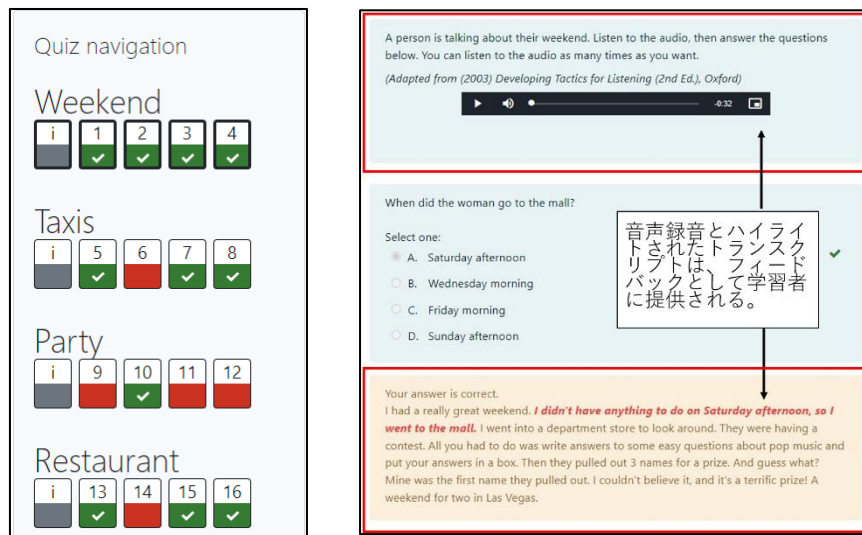 Quiz navigation
Weekend
i 1 2 3 4
Taxis
i 5 6 7 8
Party
i 9 10 11 12
Restaurant
i 13 14 15 16
A person is talking about their weekend. Listen to the audio, then answer the questions
below. You can listen to the audio as many times as you want.
(Adapted from (2003) Developing Tactics for Listening (2nd Ed.), Oxford)
-0:32
When did the woman go to the mall?
Select one:
A. Saturday afternoon
B. Wednesday morning
C. Friday morning
D. Sunday afternoon
音声録音とハイライ
トされたトランスク
リプトは、フィード
バックとして学習者
に提供される。
Your answer is correct.
I had a really great weekend. I didn't have anything to do on Saturday afternoon, so I
went to the mall. I went into a department store to look around. They were having a
contest. All you had to do was write answers to some easy questions about pop music and
put your answers in a box. Then they pulled out 3 names for a prize. And guess what?
Mine was the first name they pulled out. I couldn't believe it, and it's a terrific prize! A
weekend for two in Las Vegas.